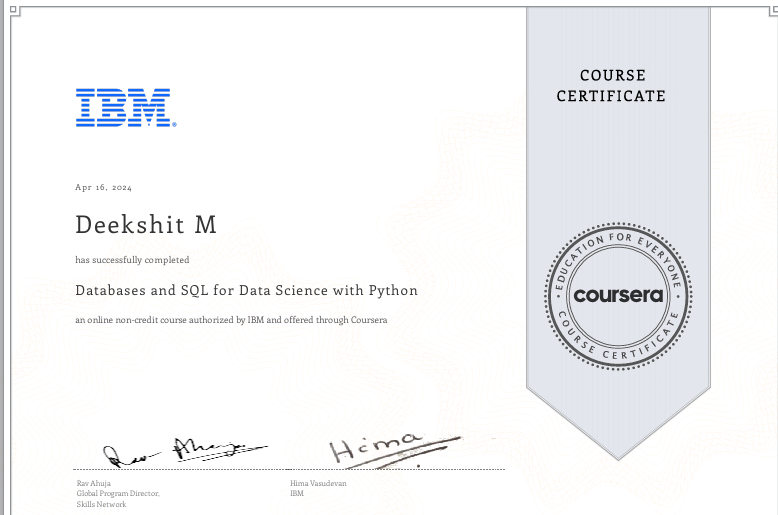 IBM®
COURSE
CERTIFICATE
Apr 16, 2024
Deekshit M
has successfully completed
Databases and SQL for Data Science with Python
an online non-credit course authorized by IBM and offered through Coursera
EDUCATION FOR EVERYONE
coursera
COURSE CERTIFICATE
Hima
Rav Ahuja
Global Program Director,
Skills Network
Hima Vasudevan
IBM